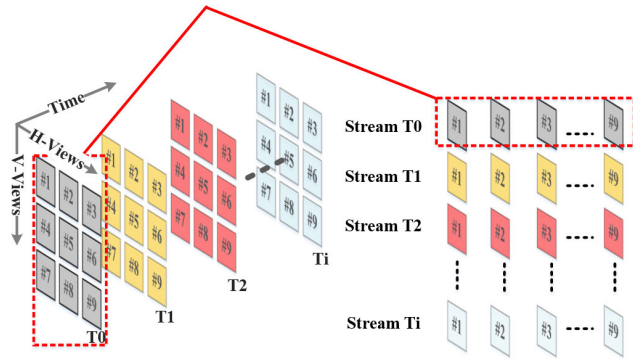 Time
H-Views
V-Views
#1 #2 #3
#4 #5 #6
#7 #8 #9
T0
#1 #2 #3
#4 #5 #6
#7 #8 #9
T1
#1 #2 #3
#4 #5 #6
#7 #8 #9
T2
#1 #2 #3
#4 #5 #6
#7 #8 #9
Ti
Stream T0 #1 #2 #3 #9
Stream T1 #1 #2 #3 #9
Stream T2 #1 #2 #3 #9
Stream Ti #1 #2 #3 #9